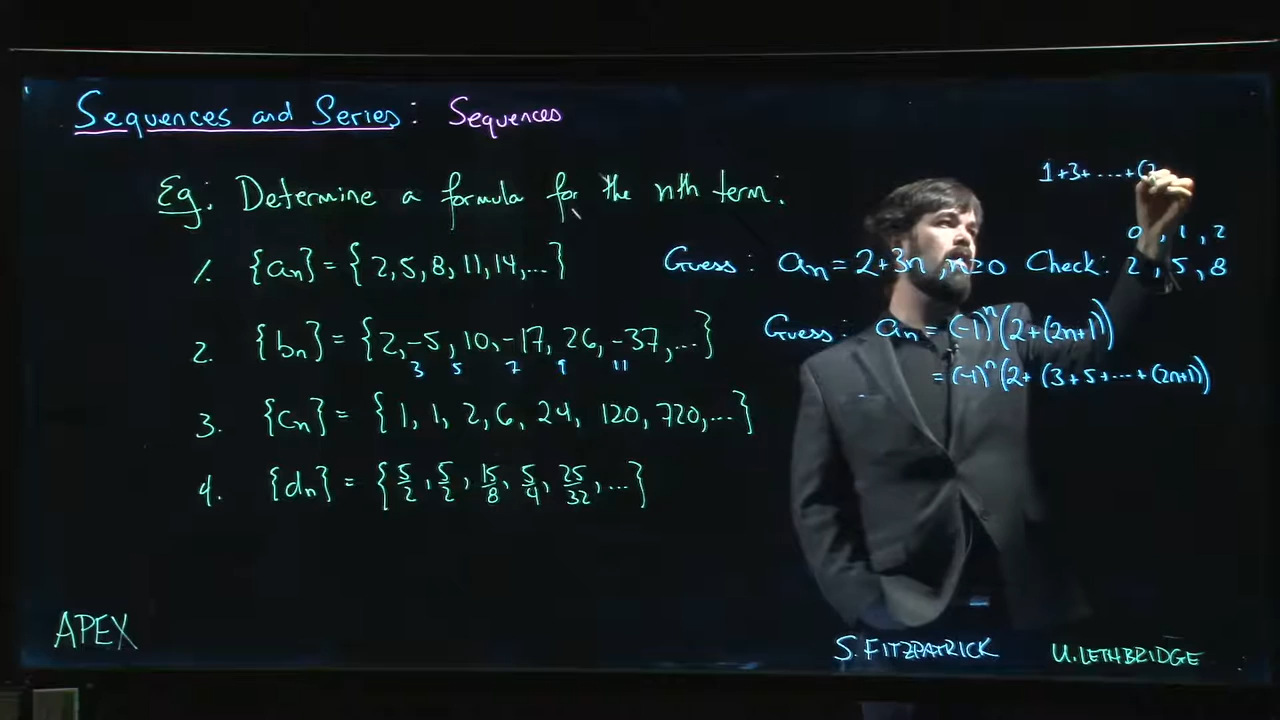 Sequences and Series: Sequences
1+3+...+(2
Eg: Determine a formula for the nth term:
0, 1, 2
1. {an} = {2, 5, 8, 11, 14, ...} Guess: an = 2+3n, n≥0 Check: 2, 5, 8
2. {bn} = {2, -5, 10, -17, 26, -37, ...} Guess: an = (-1)^n (2+(2n+1))
3 5 7 9 11 = (-1)^n (2+ (3+5+...+(2n+1))
3. {cn} = {1, 1, 2, 6, 24, 120, 720, ...}
4. {dn} = {5/2, 5/2, 15/8, 5/4, 25/32, ...}
APEX
S. FITZPATRICK
U. LETHBRIDGE